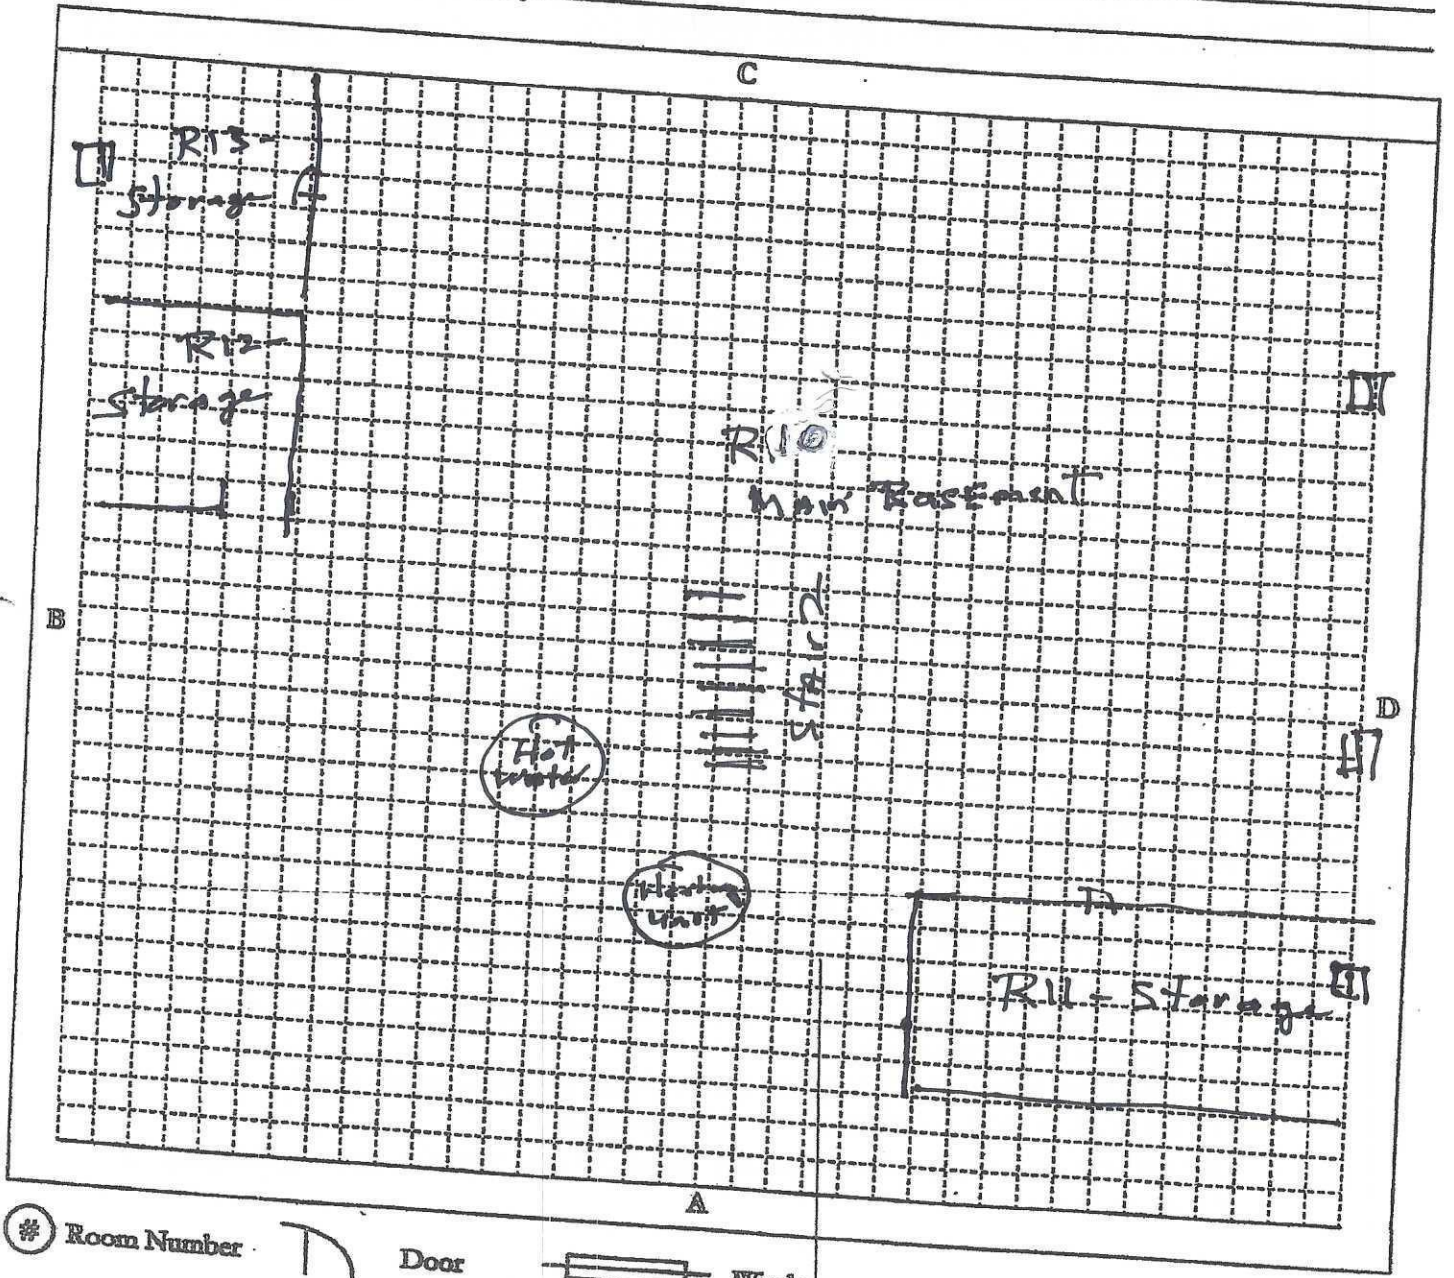 C
R13-
Storage
R12-
Storage
R10
MAIN Basement
B
STAIRS
D
Hot
water
Heating
unit
R11 - Storage
A
# Room Number
Door